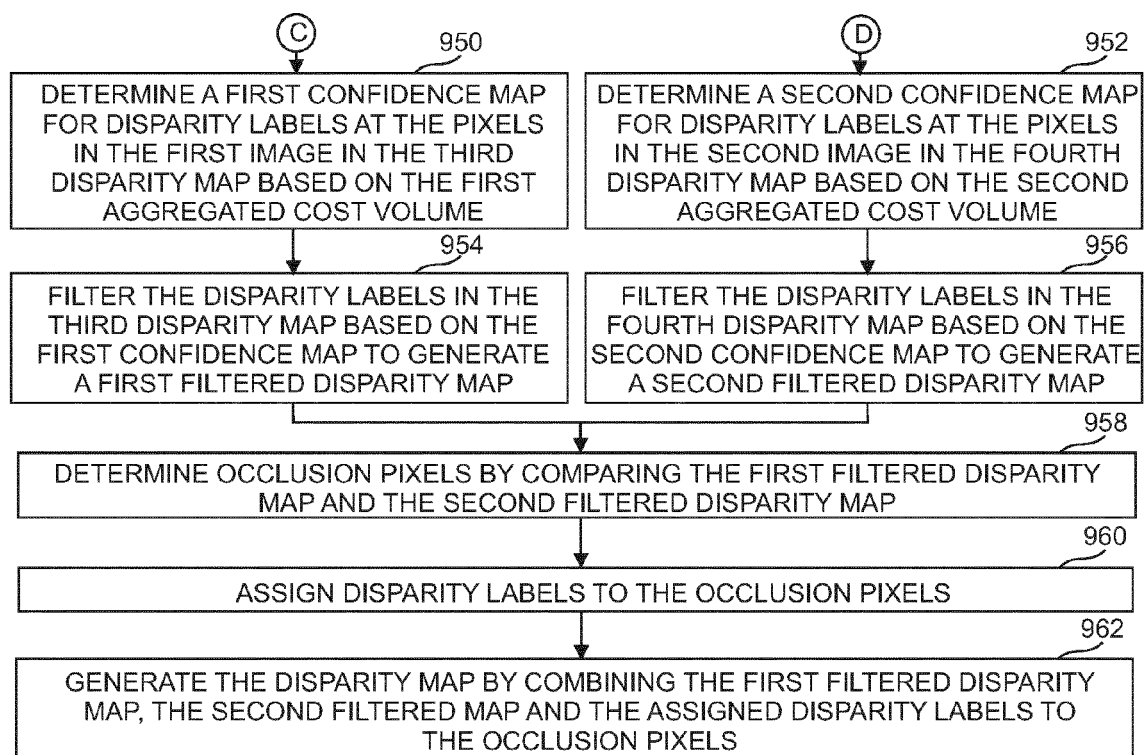 C
950
DETERMINE A FIRST CONFIDENCE MAP
FOR DISPARITY LABELS AT THE PIXELS
IN THE FIRST IMAGE IN THE THIRD
DISPARITY MAP BASED ON THE FIRST
AGGREGATED COST VOLUME
D
952
DETERMINE A SECOND CONFIDENCE MAP
FOR DISPARITY LABELS AT THE PIXELS
IN THE SECOND IMAGE IN THE FOURTH
DISPARITY MAP BASED ON THE SECOND
AGGREGATED COST VOLUME
954
FILTER THE DISPARITY LABELS IN THE
THIRD DISPARITY MAP BASED ON THE
FIRST CONFIDENCE MAP TO GENERATE
A FIRST FILTERED DISPARITY MAP
956
FILTER THE DISPARITY LABELS IN THE
FOURTH DISPARITY MAP BASED ON THE
SECOND CONFIDENCE MAP TO GENERATE
A SECOND FILTERED DISPARITY MAP
958
DETERMINE OCCLUSION PIXELS BY COMPARING THE FIRST FILTERED DISPARITY
MAP AND THE SECOND FILTERED DISPARITY MAP
960
ASSIGN DISPARITY LABELS TO THE OCCLUSION PIXELS
962
GENERATE THE DISPARITY MAP BY COMBINING THE FIRST FILTERED DISPARITY
MAP, THE SECOND FILTERED MAP AND THE ASSIGNED DISPARITY LABELS TO
THE OCCLUSION PIXELS